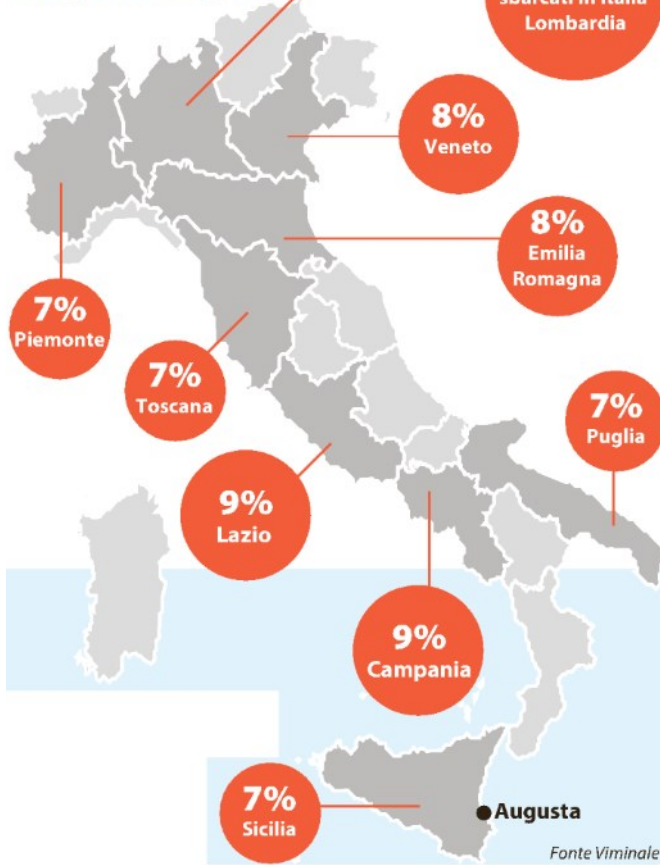 sbarcati in Italia
Lombardia
8%
Veneto
8%
Emilia
Romagna
7%
Piemonte
7%
Toscana
7%
Puglia
9%
Lazio
9%
Campania
7%
Sicilia
Augusta
Fonte Viminale